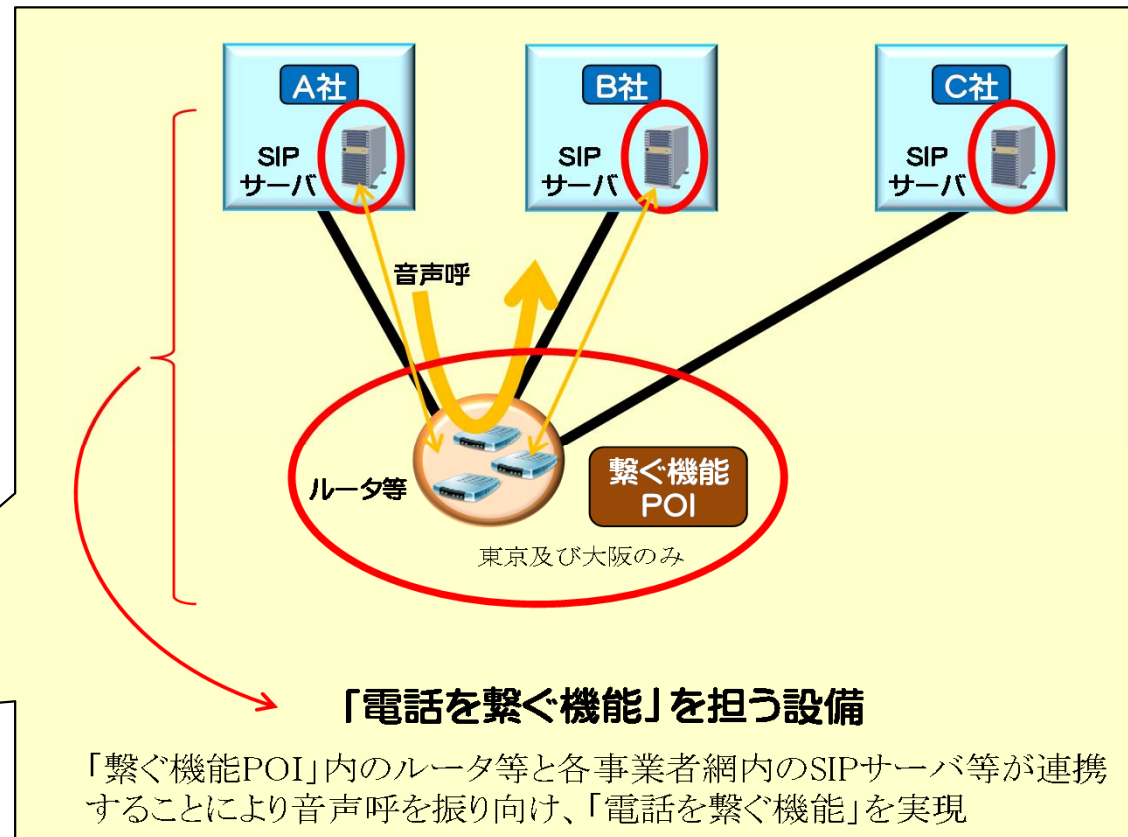 A社
B社
C社
SIP
サーバ
SIP
サーバ
SIP
サーバ
音声呼
ルータ等
繋ぐ機能
POI
東京及び大阪のみ
「電話を繋ぐ機能」を担う設備
「繋ぐ機能POI」内のルータ等と各事業者網内のSIPサーバ等が連携
することにより音声呼を振り向け、「電話を繋ぐ機能」を実現